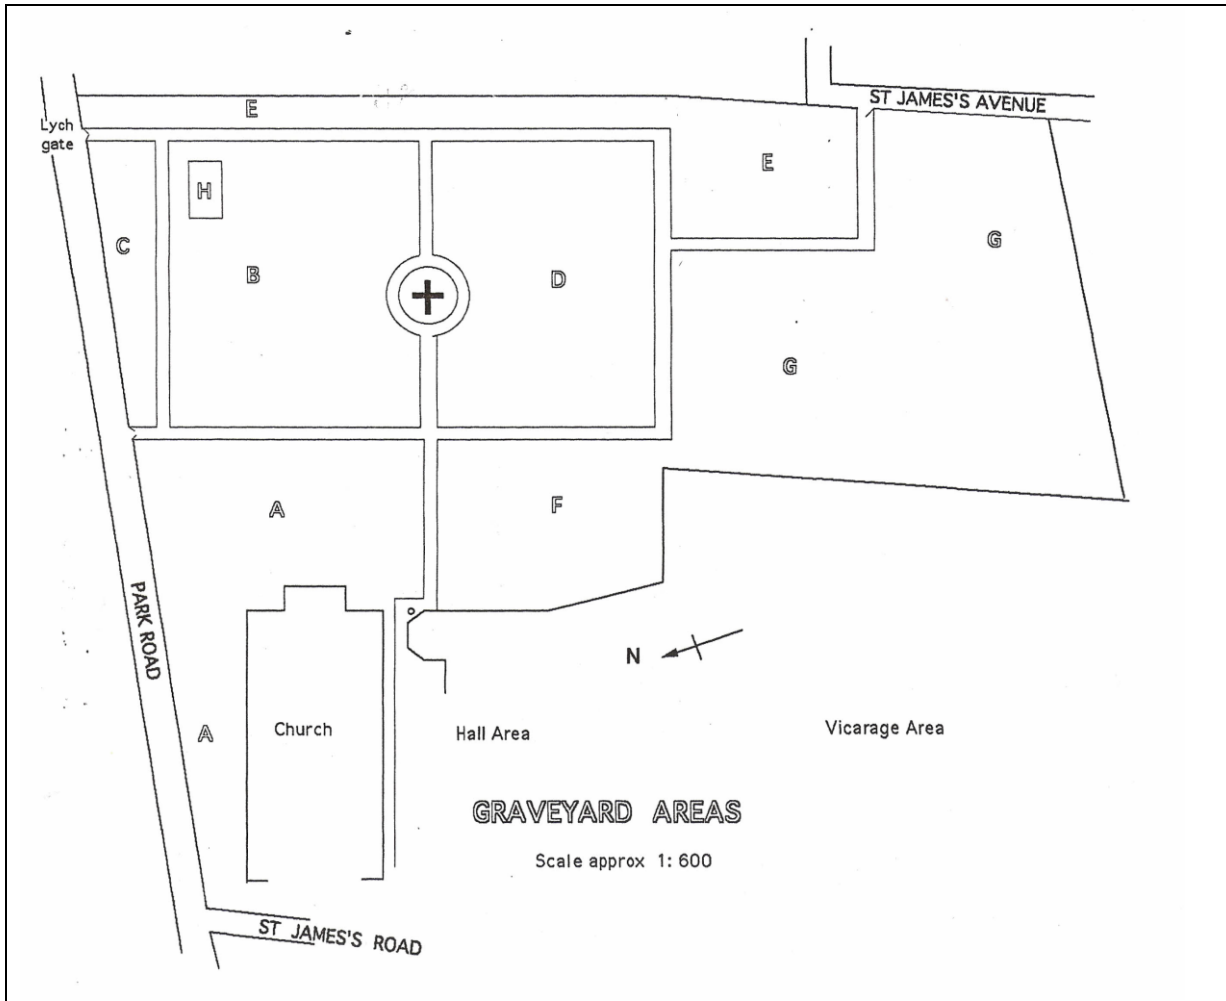 ST JAMES'S AVENUE
E
Lych
gate
E
H
C
G
B
D
G
A
F
PARK ROAD
N
A
Church
Hall Area
Vicarage Area
GRAVEYARD AREAS
Scale approx 1: 600
ST JAMES'S ROAD